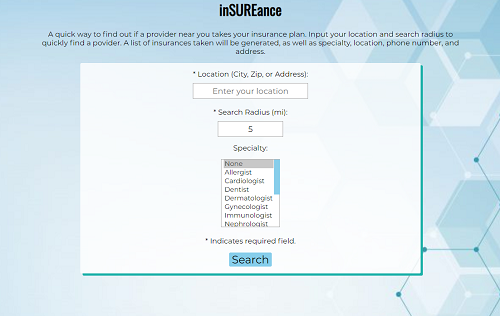 inSUREance
A quick way to find out if a provider near you takes your insurance plan. Input your location and search radius to
quickly find a povider. A list of insurances taken will be generated, as well as specialty, location, phone number, and
address.
* Location (City, Zip, or Address):
Enter your location
* Search Radius (mi):
5
Specialty:
None
Allergist
Cardiologist
Dentist
Dermatologist
Gynecologist
Immunologist
Nephrologist
* Indicates required field.
Search